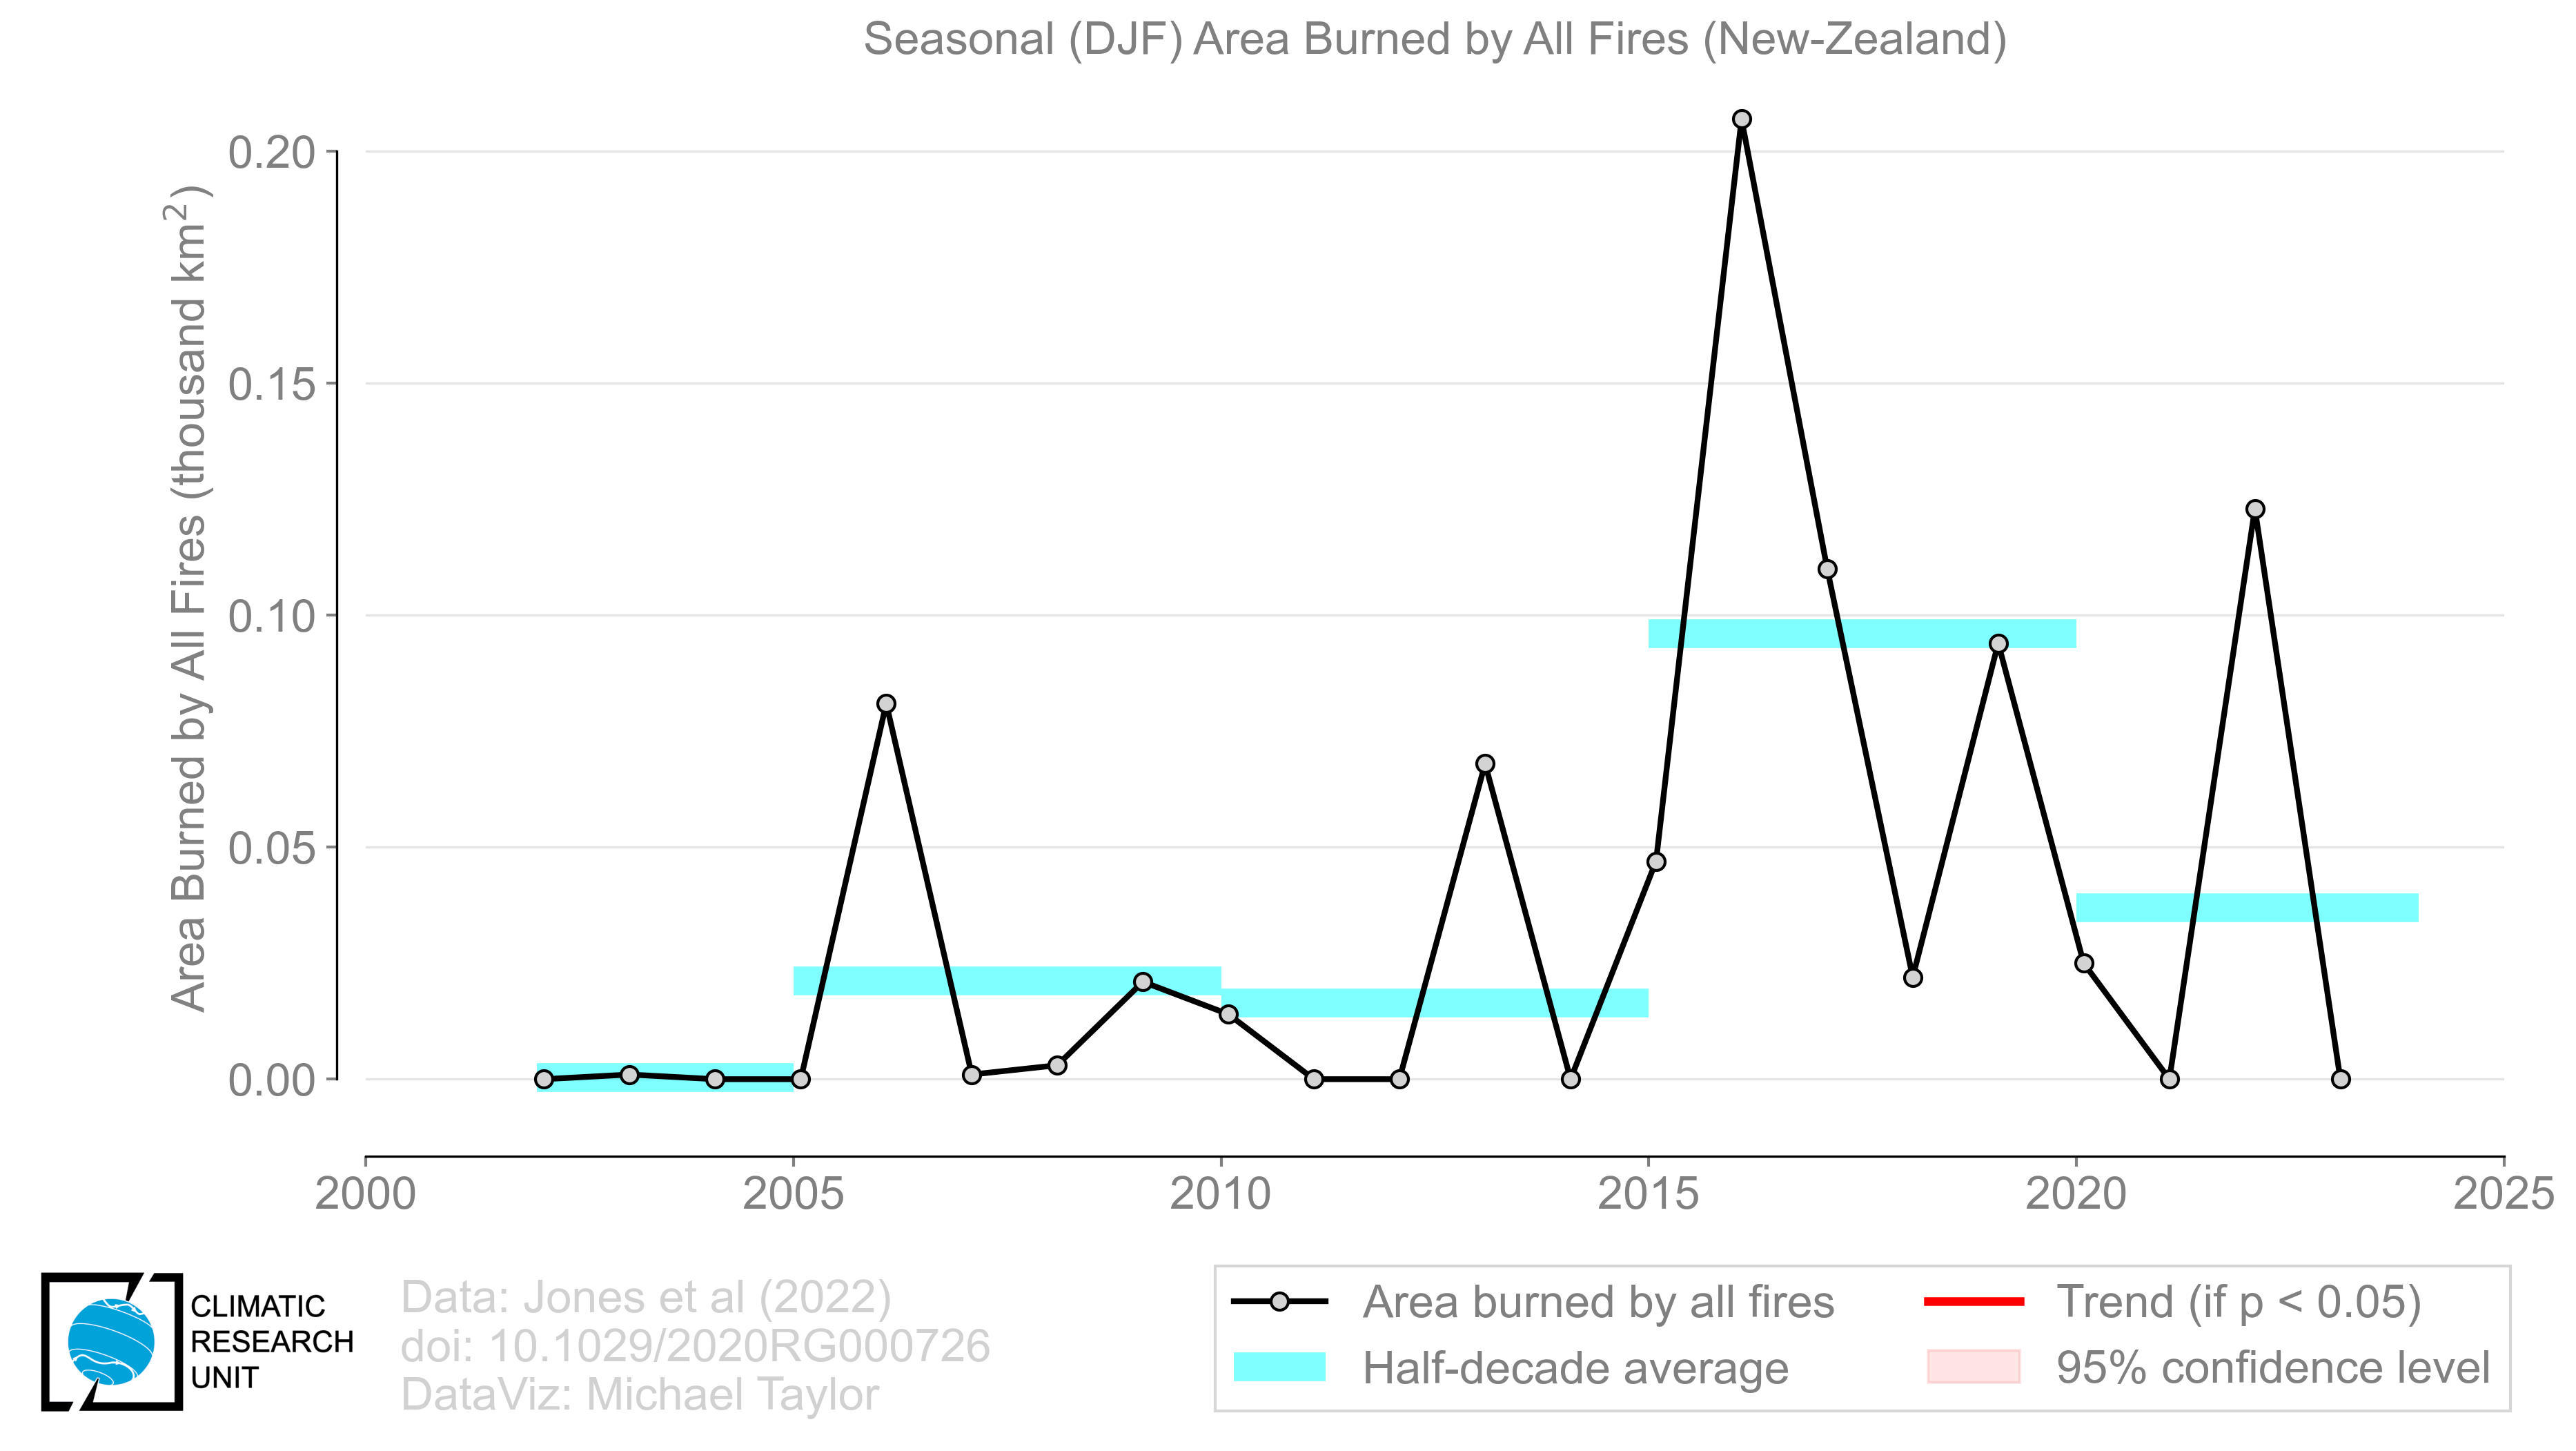 Seasonal (DJF) Area Burned by All Fires (New-Zealand)
Area Burned by All Fires (thousand km²)
0.20
0.15
0.10
0.05
0.00
2000 2005 2010 2015 2020 2025
CLIMATIC
RESEARCH
UNIT
Data: Jones et al (2022)
doi: 10.1029/2020RG000726
DataViz: Michael Taylor
Area burned by all fires
Half-decade average
Trend (if p < 0.05)
95% confidence level